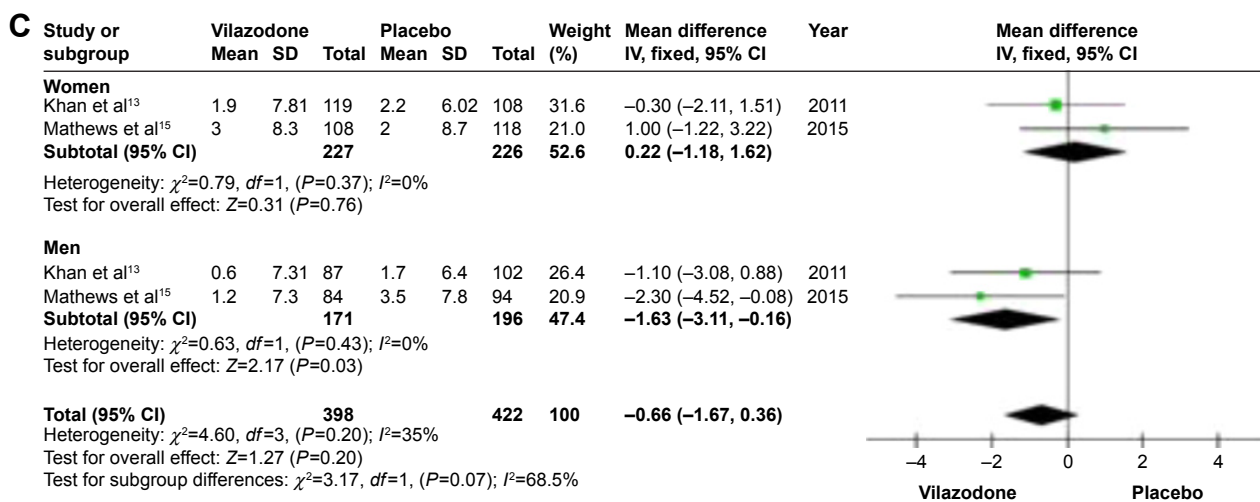 C Study or subgroup Vilazodone Placebo Weight (%) Mean difference IV, fixed, 95% CI Year Mean difference IV, fixed, 95% CI
Mean SD Total Mean SD Total
Women
Khan et al13 1.9 7.81 119 2.2 6.02 108 31.6 –0.30 (–2.11, 1.51) 2011
Mathews et al15 3 8.3 108 2 8.7 118 21.0 1.00 (–1.22, 3.22) 2015
Subtotal (95% CI) 227 226 52.6 0.22 (–1.18, 1.62)
Heterogeneity: χ2=0.79, df=1, (P=0.37); I2=0%
Test for overall effect: Z=0.31 (P=0.76)
Men
Khan et al13 0.6 7.31 87 1.7 6.4 102 26.4 –1.10 (–3.08, 0.88) 2011
Mathews et al15 1.2 7.3 84 3.5 7.8 94 20.9 –2.30 (–4.52, –0.08) 2015
Subtotal (95% CI) 171 196 47.4 –1.63 (–3.11, –0.16)
Heterogeneity: χ2=0.63, df=1, (P=0.43); I2=0%
Test for overall effect: Z=2.17 (P=0.03)
Total (95% CI) 398 422 100 –0.66 (–1.67, 0.36)
Heterogeneity: χ2=4.60, df=3, (P=0.20); I2=35%
Test for overall effect: Z=1.27 (P=0.20)
Test for subgroup differences: χ2=3.17, df=1, (P=0.07); I2=68.5%
–4 –2 0 2 4
Vilazodone Placebo